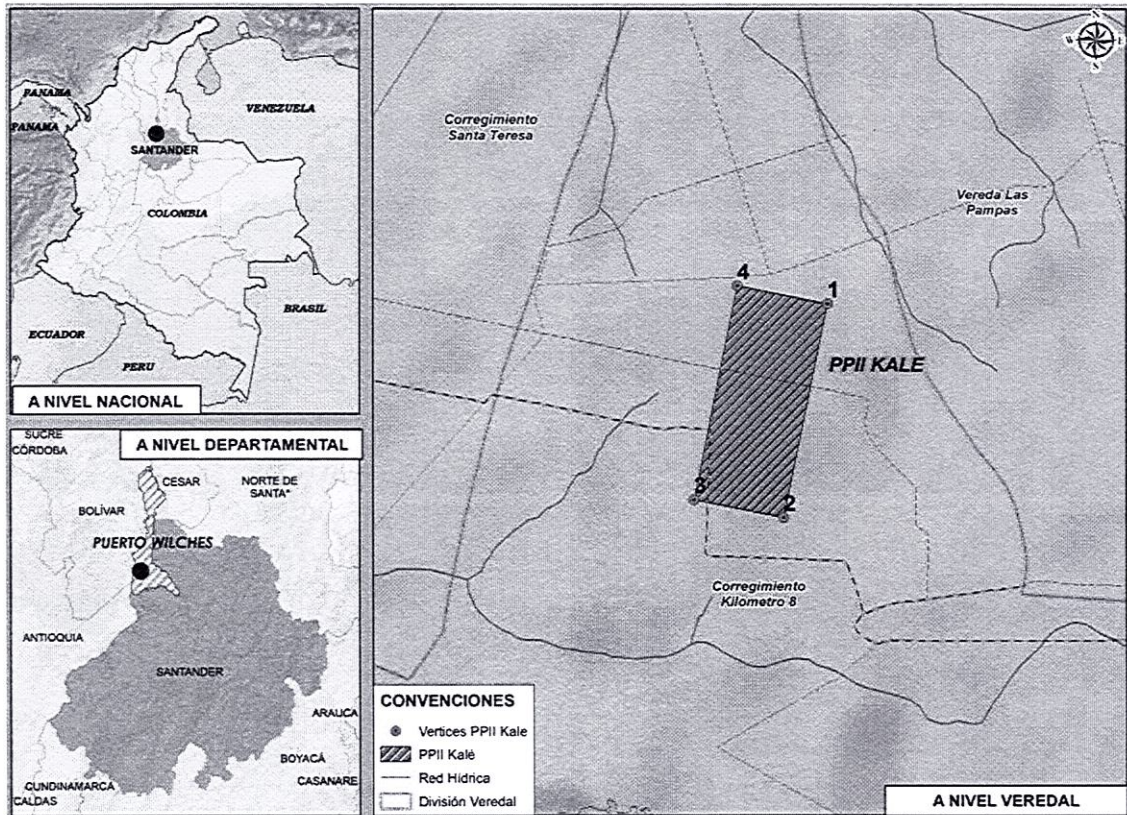 PANAMA
PANAMA
VENEZUELA
SANTANDER
COLOMBIA
BRASIL
ECUADOR
PERU
A NIVEL NACIONAL
A NIVEL DEPARTAMENTAL
SUCRE
CÓRDOBA
CESAR
NORTE DE
SANTA*
BOLÍVAR
PUERTO WILCHES
ANTIOQUIA
SANTANDER
ARAUCA
BOYACÁ
CASANARE
CUNDINAMARCA
CALDAS
N
W
E
S
Corregimiento
Santa Teresa
Vereda Las
Pampas
4
1
PPII KALE
3
2
Corregimiento
Kilometro 8
CONVENCIONES
Vertices PPII Kale
PPII Kalé
Red Hídrica
División Veredal
A NIVEL VEREDAL